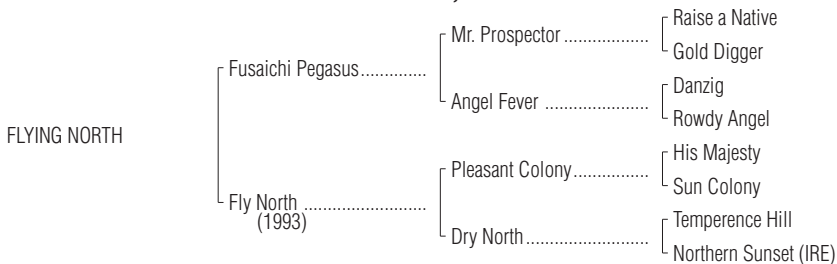 Raise a Native
Mr. Prospector ...................
Gold Digger
Fusaichi Pegasus..............
Danzig
Angel Fever .......................
Rowdy Angel
FLYING NORTH
His Majesty
Pleasant Colony.................
Sun Colony
Fly North ..........................
(1993)
Temperence Hill
Dry North...........................
Northern Sunset (IRE)